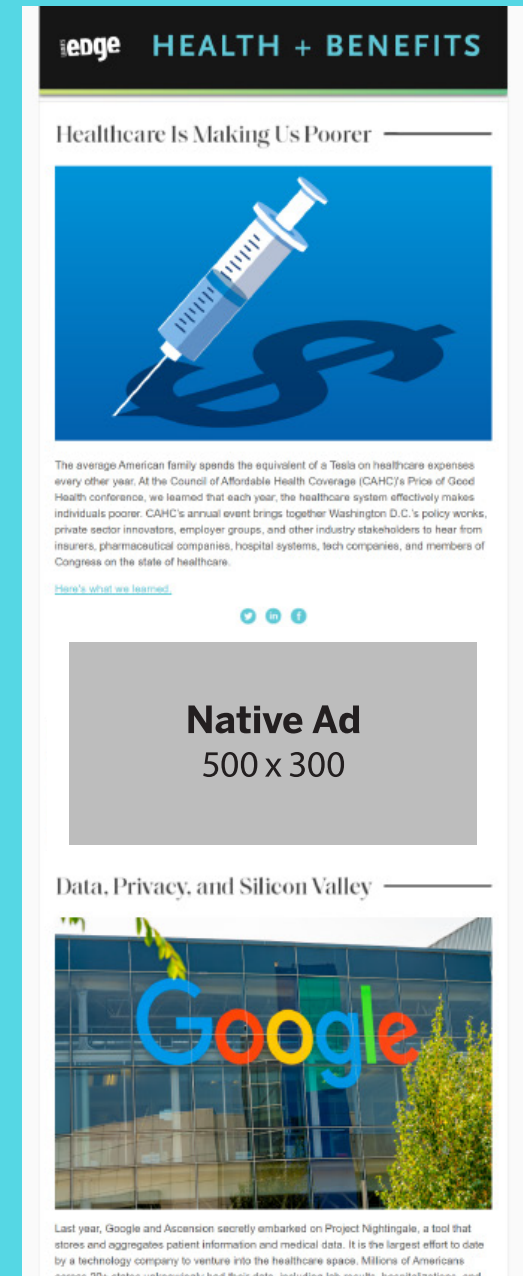 edge HEALTH + BENEFITS
Healthcare Is Making Us Poorer
The average American family spends the equivalent of a Tesla on healthcare expenses
every other year. At the Council of Affordable Health Coverage (CAHC)'s Price of Good
Health conference, we learned that each year, the healthcare system effectively makes
individuals poorer. CAHC's annual event brings together Washington D.C.'s policy wonks,
private sector innovators, employer groups, and other industry stakeholders to hear from
insurers, pharmaceutical companies, hospital systems, tech companies, and members of
Congress on the state of healthcare.
Here's what we learned.
Native Ad
500 x 300
Data, Privacy, and Silicon Valley
Google
Last year, Google and Ascension secretly embarked on Project Nightingale, a tool that
stores and aggregates patient information and medical data. It is the largest effort to date
by a technology company to venture into the healthcare space. Millions of Americans